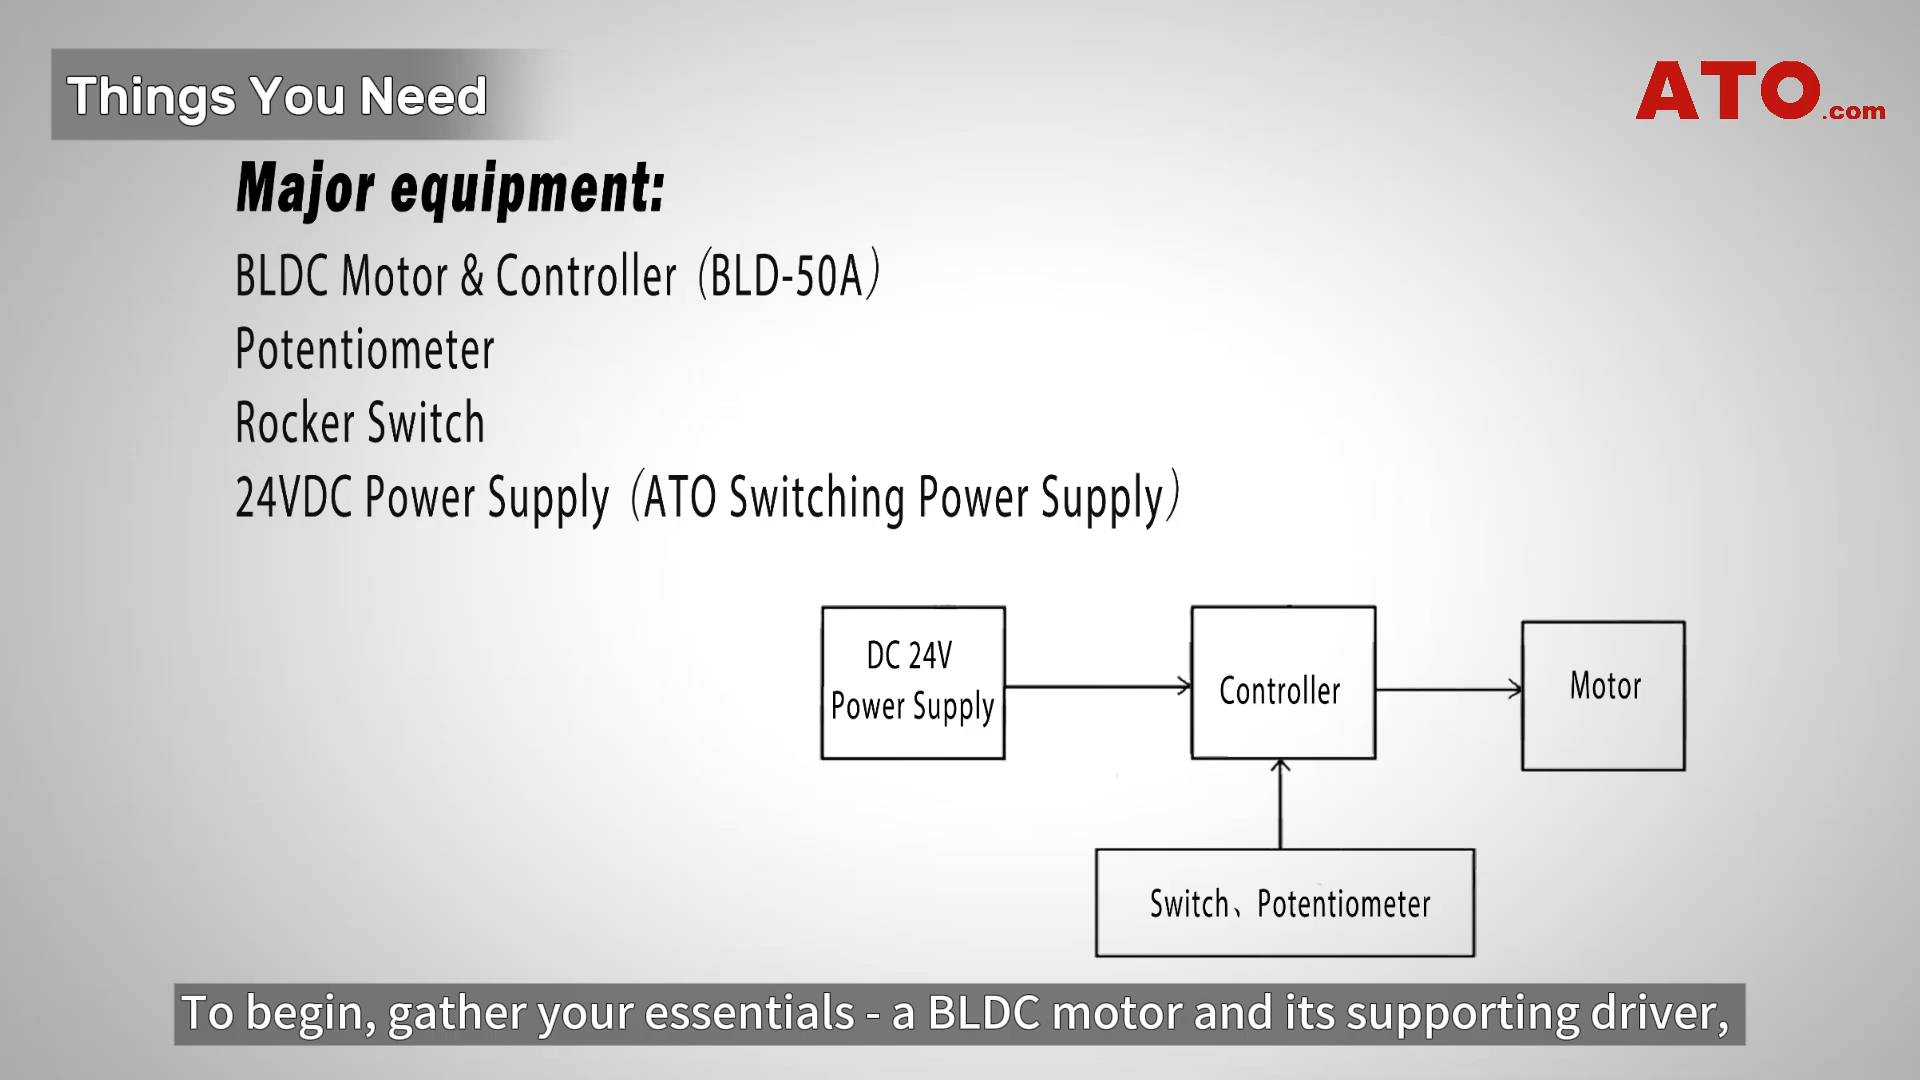 Things You Need
ATO.com
Major equipment:
BLDC Motor & Controller（BLD-50A）
Potentiometer
Rocker Switch
24VDC Power Supply（ATO Switching Power Supply）
DC 24V
Power Supply
Controller
Motor
Switch、Potentiometer
To begin, gather your essentials - a BLDC motor and its supporting driver,